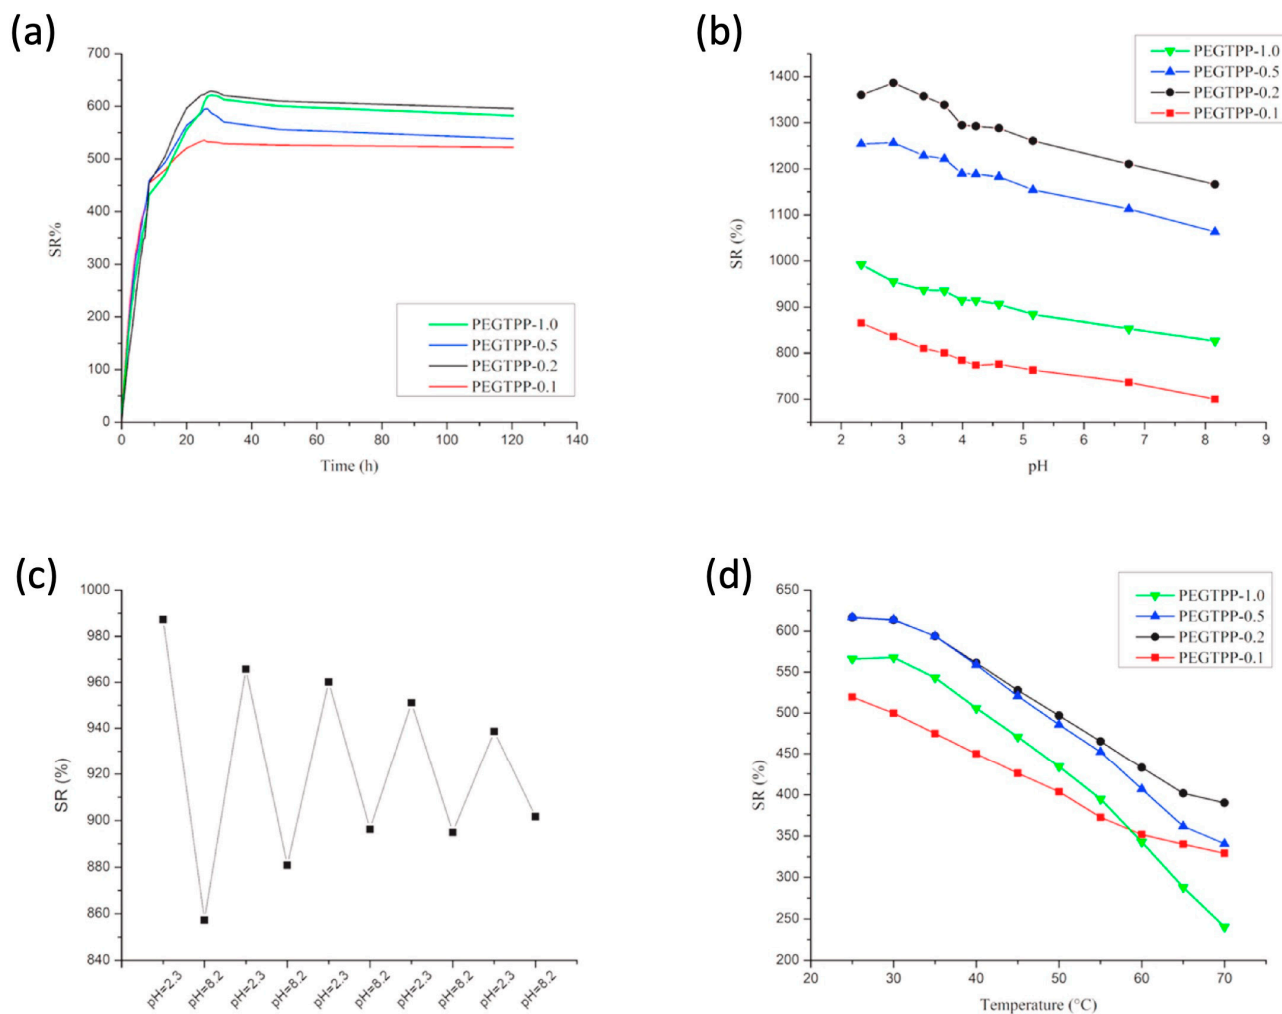 (a)
700
600
500
400
300
200
100
0
SR%
0 20 40 60 80 100 120 140
Time (h)
PEGTPP-1.0
PEGTPP-0.5
PEGTPP-0.2
PEGTPP-0.1
(b)
1400
1300
1200
1100
1000
900
800
700
SR (%)
2 3 4 5 6 7 8 9
pH
PEGTPP-1.0
PEGTPP-0.5
PEGTPP-0.2
PEGTPP-0.1
(c)
1000
980
960
940
920
900
880
860
840
SR (%)
pH=2.3 pH=8.2 pH=2.3 pH=8.2 pH=2.3 pH=8.2 pH=2.3 pH=8.2 pH=2.3 pH=8.2
(d)
650
600
550
500
450
400
350
300
250
200
SR (%)
20 30 40 50 60 70
Temperature (°C)
PEGTPP-1.0
PEGTPP-0.5
PEGTPP-0.2
PEGTPP-0.1